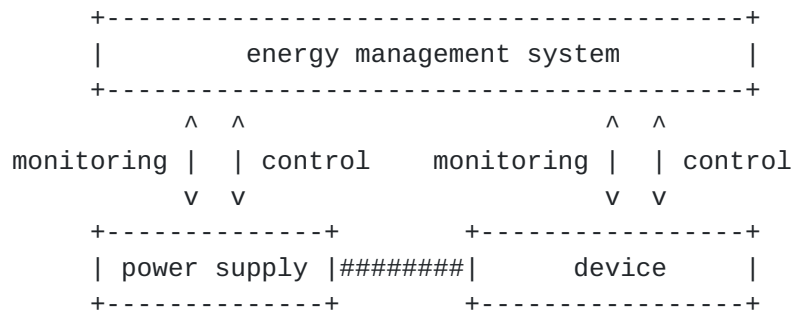 +-----------------------------------------+
|         energy management system        |
+-----------------------------------------+
^  ^                       ^  ^
monitoring |  | control    monitoring |  | control
v  v                       v  v
+--------------+        +-----------------+
| power supply |########|      device     |
+--------------+        +-----------------+